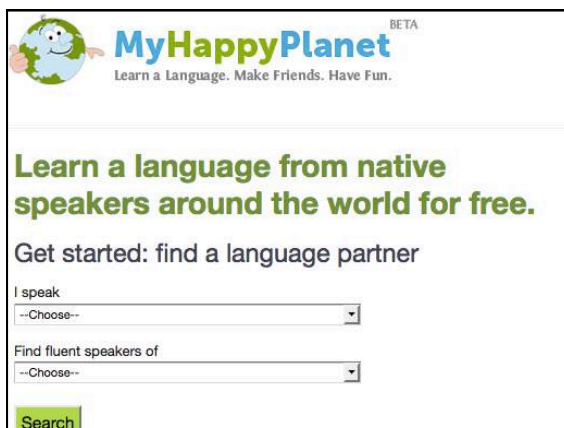 BETA
MyHappyPlanet
Learn a Language. Make Friends. Have Fun.
Learn a language from native
speakers around the world for free.
Get started: find a language partner
I speak
--Choose--
Find fluent speakers of
--Choose--
Search